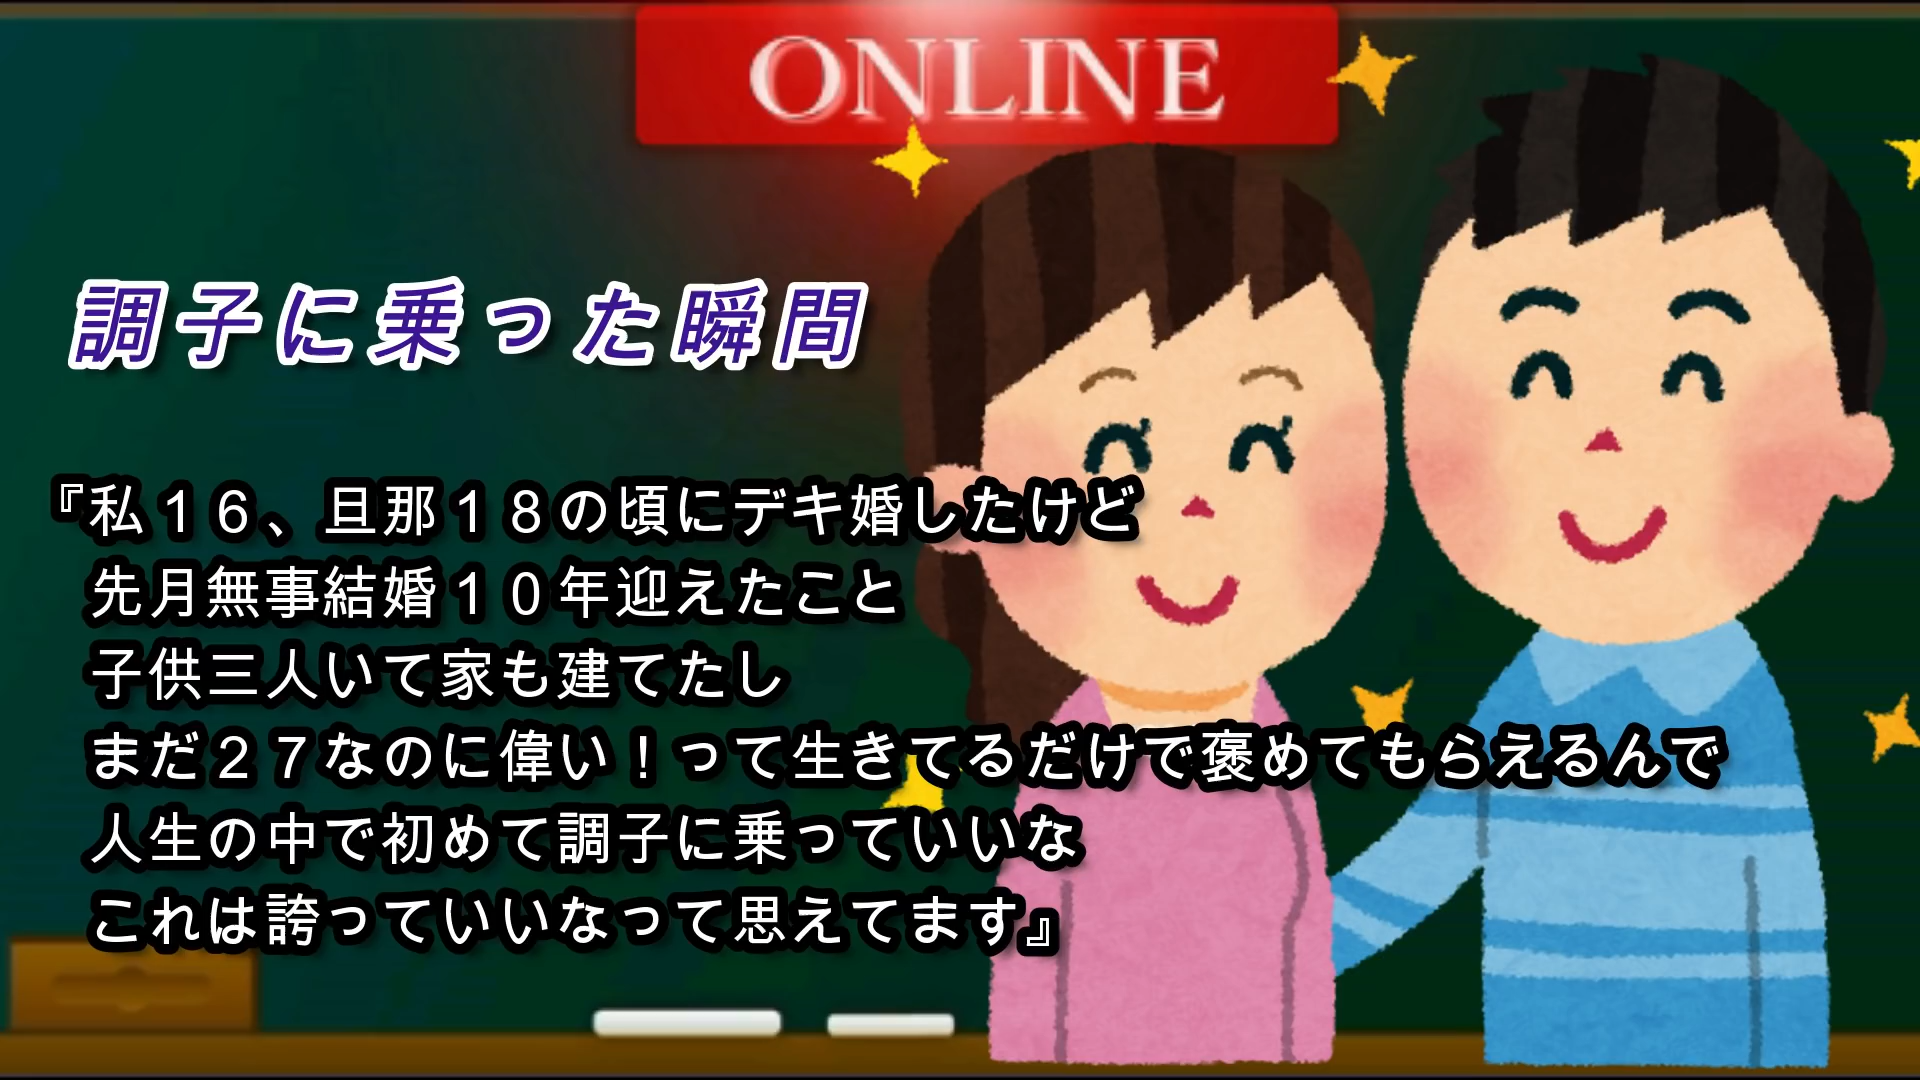 ONLINE
調子に乗った瞬間
『私１６、旦那１８の頃にデキ婚したけど
先月無事結婚１０年迎えたこと
子供三人いて家も建てたし
まだ２７なのに偉い！って生きてるだけで褒めてもらえるんで
人生の中で初めて調子に乗っていいな
これは誇っていいなって思えてます』